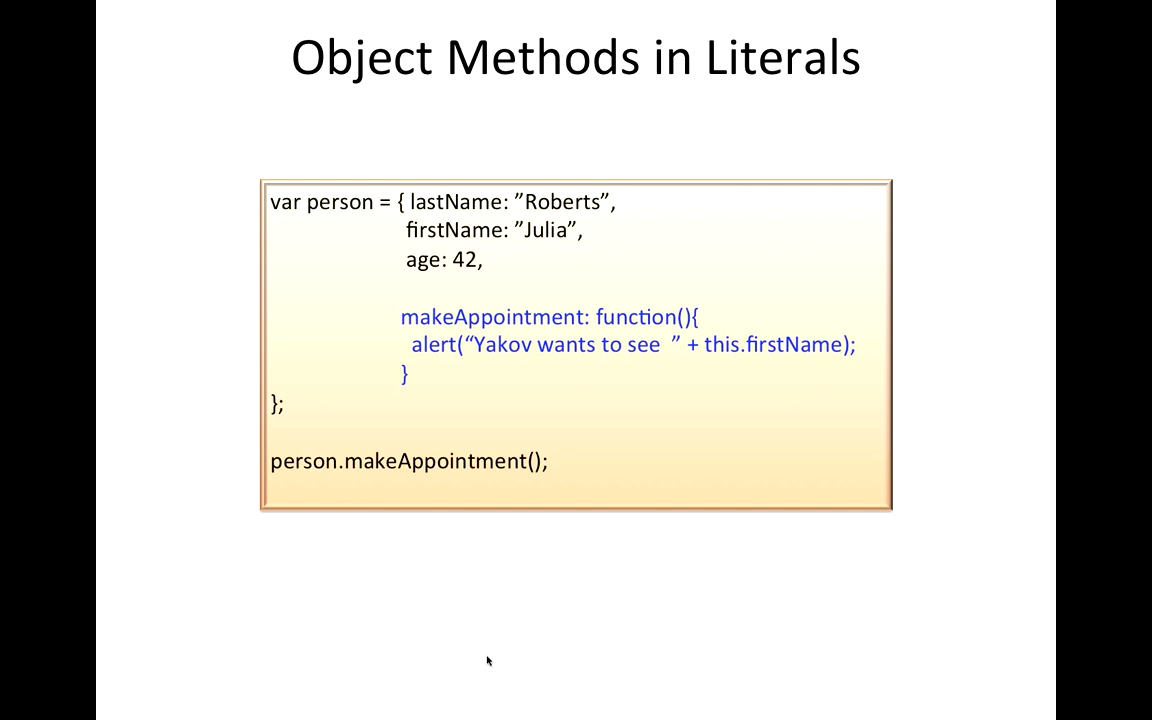 Object Methods in Literals
var person = { lastName: ”Roberts”,
firstName: ”Julia”,
age: 42,
makeAppointment: function(){
alert(“Yakov wants to see  ” + this.firstName);
}
};
person.makeAppointment();